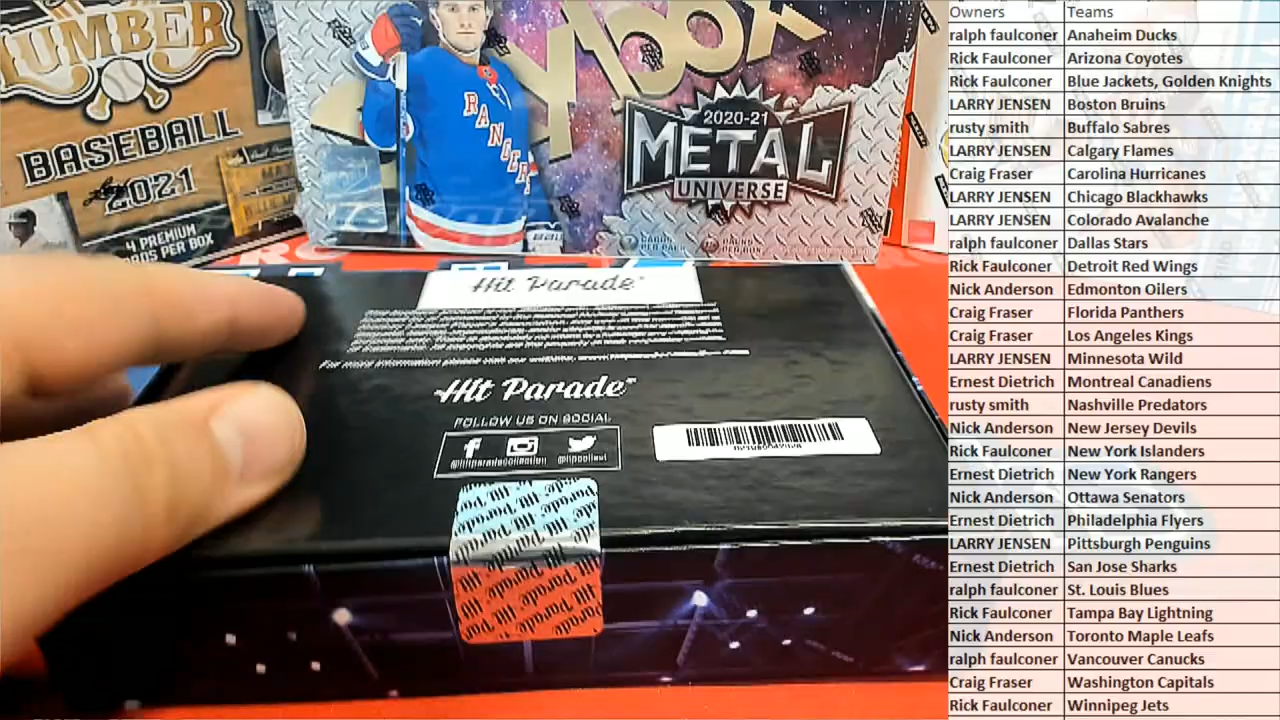 LUMBER
BASEBALL
2021
4 PREMIUM
CARDS PER BOX
RANGERS
2020-21
METAL
UNIVERSE
Hit Parade
Hit Parade
FOLLOW US ON SOCIAL
Owners Teams
ralph faulconer Anaheim Ducks
Rick Faulconer Arizona Coyotes
Rick Faulconer Blue Jackets, Golden Knights
LARRY JENSEN Boston Bruins
rusty smith Buffalo Sabres
LARRY JENSEN Calgary Flames
Craig Fraser Carolina Hurricanes
LARRY JENSEN Chicago Blackhawks
LARRY JENSEN Colorado Avalanche
ralph faulconer Dallas Stars
Rick Faulconer Detroit Red Wings
Nick Anderson Edmonton Oilers
Craig Fraser Florida Panthers
Craig Fraser Los Angeles Kings
LARRY JENSEN Minnesota Wild
Ernest Dietrich Montreal Canadiens
rusty smith Nashville Predators
Nick Anderson New Jersey Devils
Rick Faulconer New York Islanders
Ernest Dietrich New York Rangers
Nick Anderson Ottawa Senators
Ernest Dietrich Philadelphia Flyers
LARRY JENSEN Pittsburgh Penguins
Ernest Dietrich San Jose Sharks
ralph faulconer St. Louis Blues
Rick Faulconer Tampa Bay Lightning
Nick Anderson Toronto Maple Leafs
ralph faulconer Vancouver Canucks
Craig Fraser Washington Capitals
Rick Faulconer Winnipeg Jets